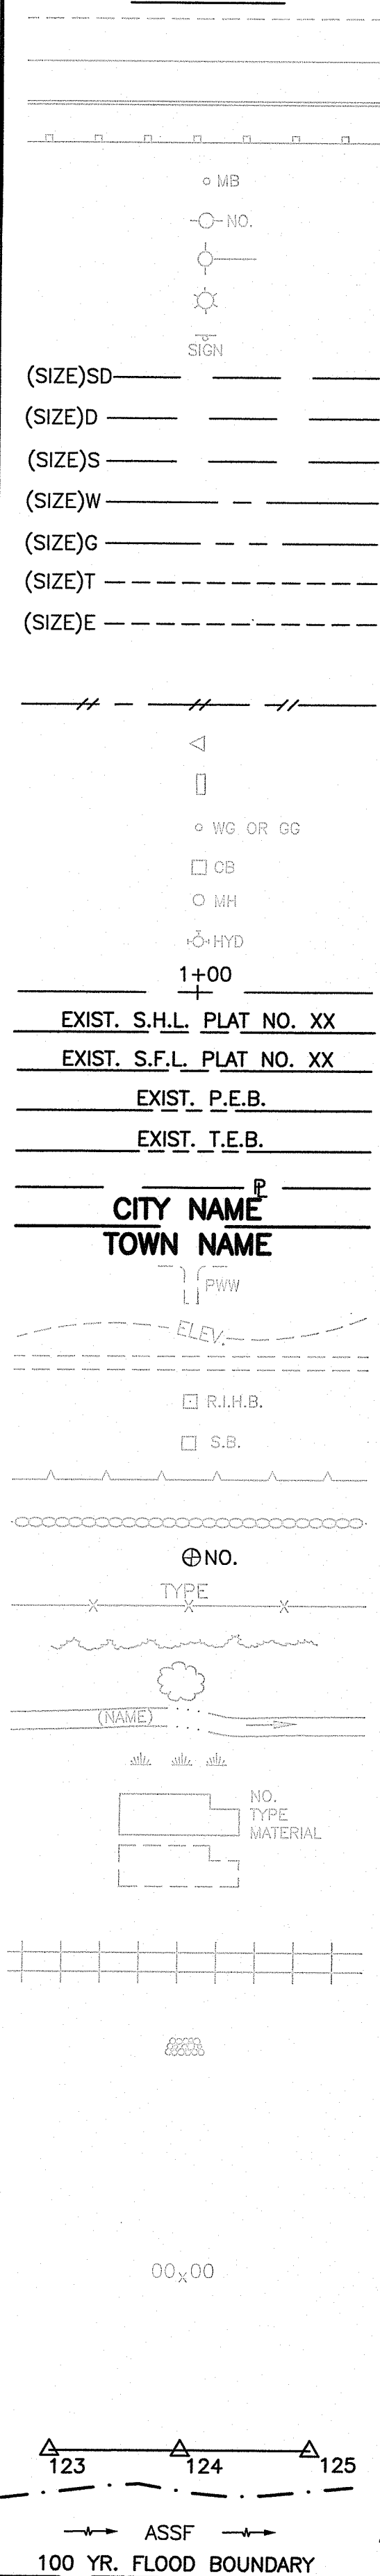 MB
NO.
SIGN
(SIZE)SD
(SIZE)D
(SIZE)S
(SIZE)W
(SIZE)G
(SIZE)T
(SIZE)E
WG OR GG
CB
MH
HYD
1+00
EXIST. S.H.L. PLAT NO. XX
EXIST. S.F.L. PLAT NO. XX
EXIST. P.E.B.
EXIST. T.E.B.
PL
CITY NAME
TOWN NAME
PWW
ELEV.
R.I.H.B.
S.B.
NO.
TYPE
(NAME)
NO.
TYPE
MATERIAL
00x00
123 124 125
ASSF
100 YR. FLOOD BOUNDARY